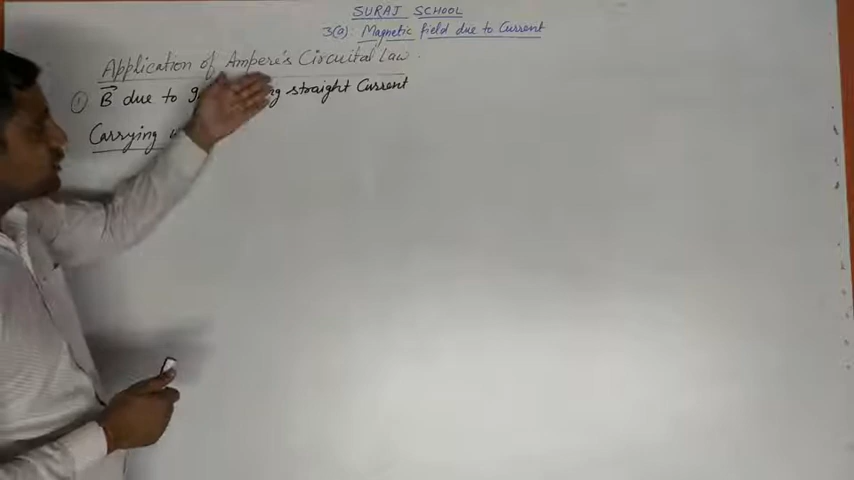 SURAJ SCHOOL
3(a): Magnetic field due to Current
Application of Ampere's Circuital Law.
① B due to straight Current
Carrying